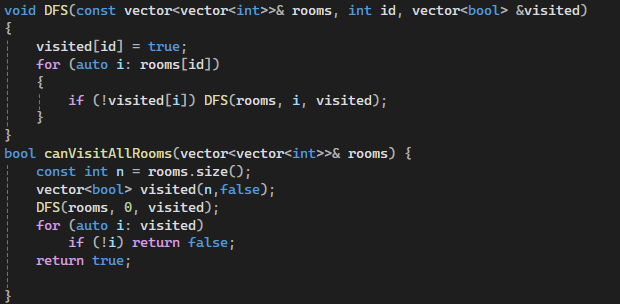 void DFS(const vector<vector<int>>& rooms, int id, vector<bool> &visited)
{
    visited[id] = true;
    for (auto i: rooms[id])
    {
        if (!visited[i]) DFS(rooms, i, visited);
    }
}
bool canVisitAllRooms(vector<vector<int>>& rooms) {
    const int n = rooms.size();
    vector<bool> visited(n,false);
    DFS(rooms, 0, visited);
    for (auto i: visited)
        if (!i) return false;
    return true;
}